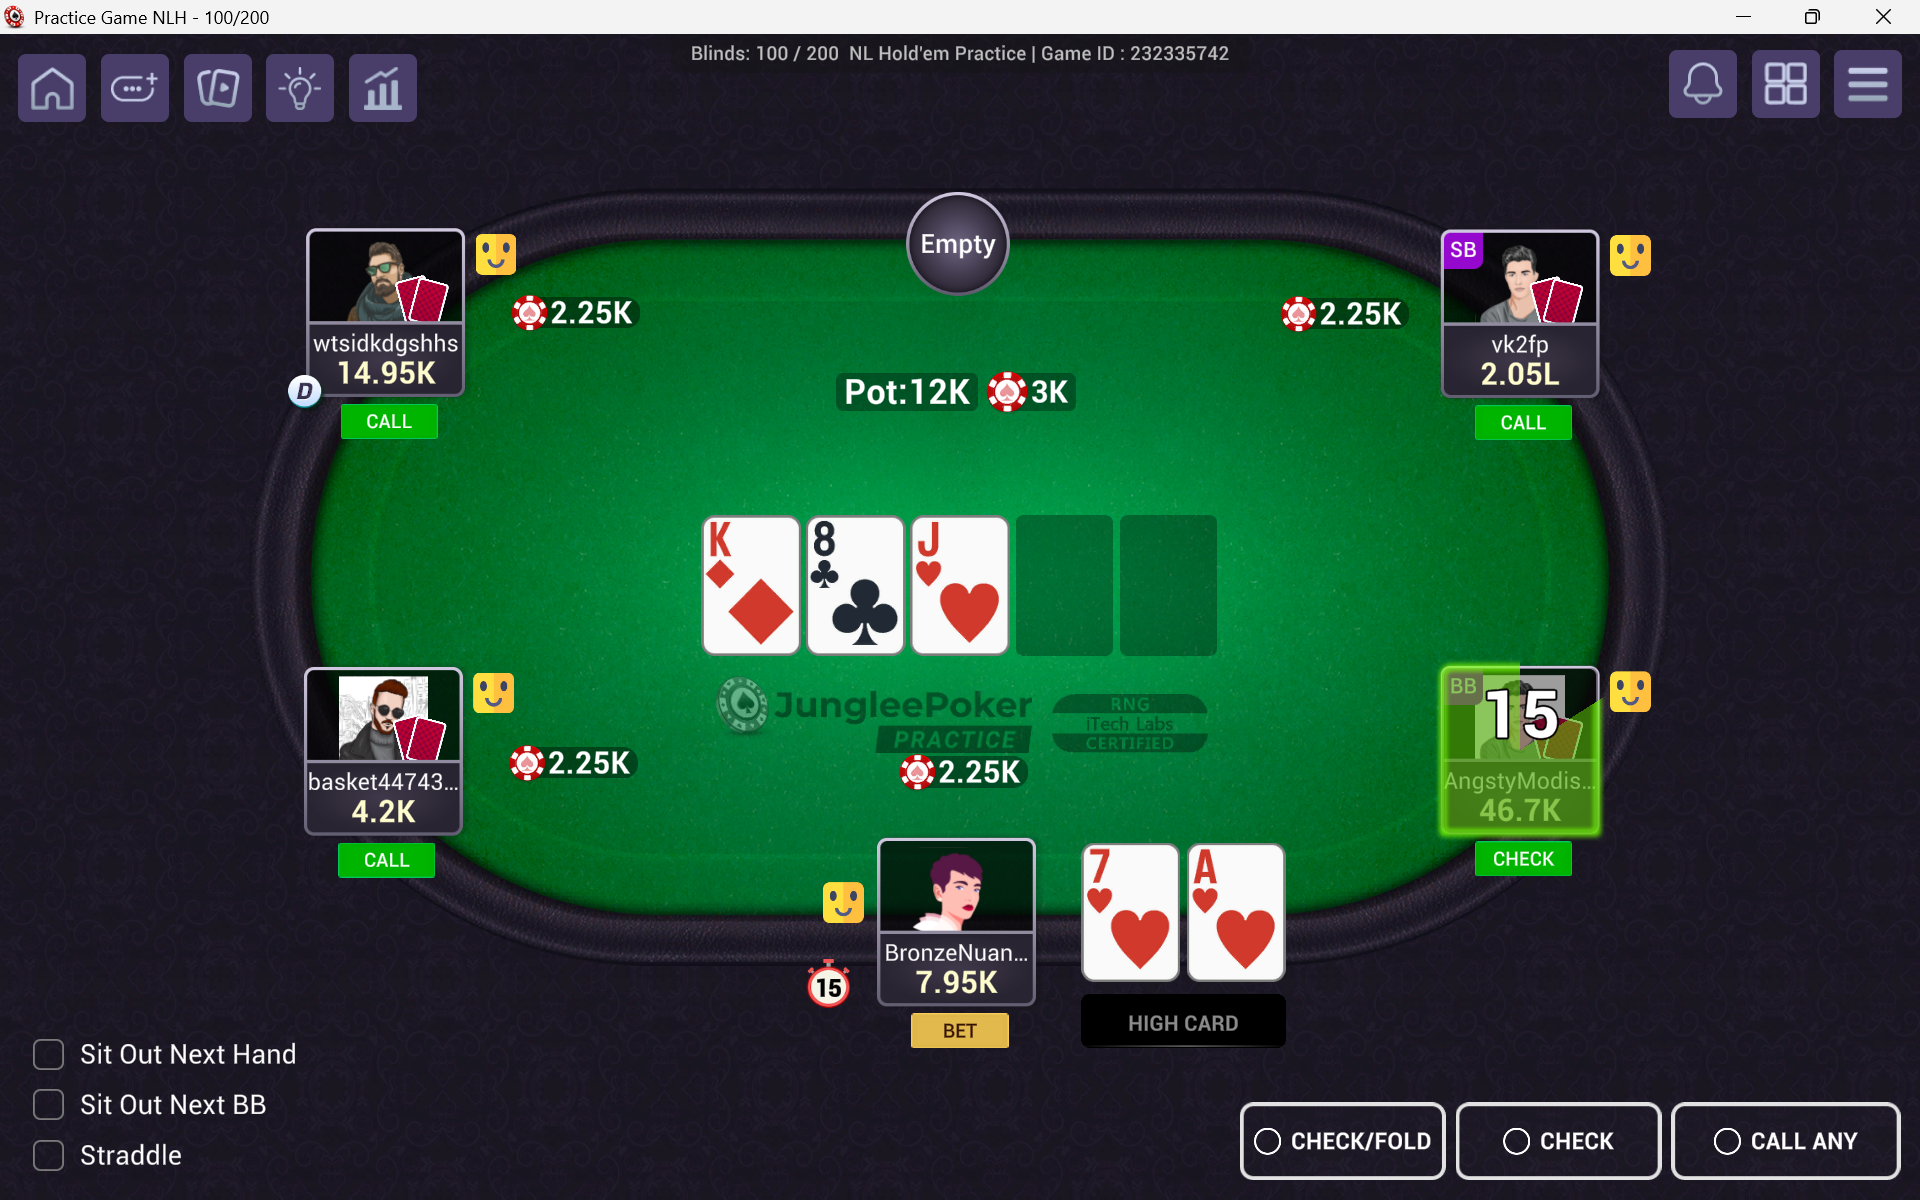 Practice Game NLH - 100/200
Blinds: 100 / 200 NL Hold'em Practice | Game ID : 232335742
Empty
SB
2.25K
2.25K
wtsidkdgshhs
14.95K
vk2fp
2.05L
D
Pot:12K 3K
CALL
CALL
K
8
J
JungleePoker
PRACTICE
RNG
iTech Labs
CERTIFIED
BB
15
2.25K
2.25K
basket44743...
4.2K
AngstyModis...
46.7K
CALL
CHECK
7
A
BronzeNuan...
7.95K
15
BET
HIGH CARD
Sit Out Next Hand
Sit Out Next BB
Straddle
CHECK/FOLD
CHECK
CALL ANY